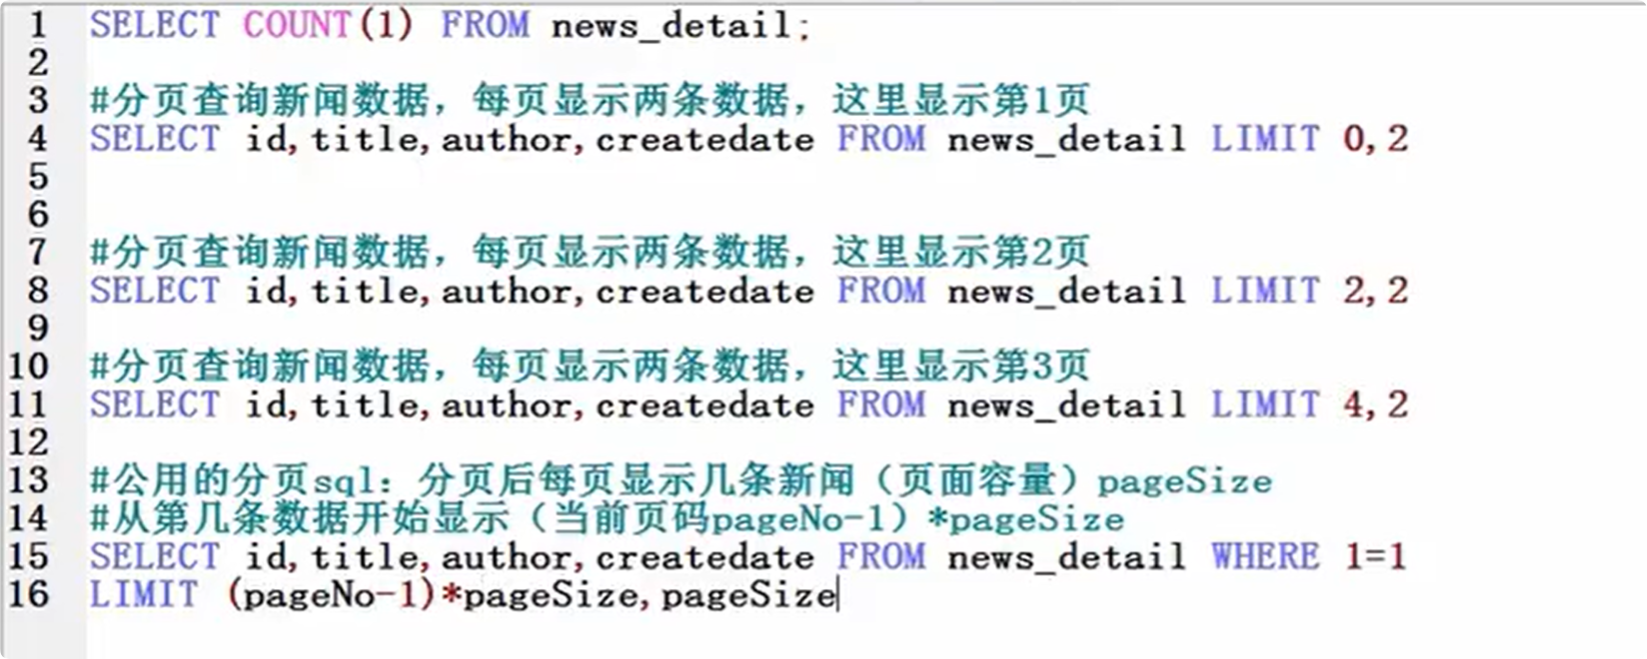 1 SELECT COUNT(1) FROM news_detail;
2
3 #分页查询新闻数据，每页显示两条数据，这里显示第1页
4 SELECT id,title,author,createdate FROM news_detail LIMIT 0,2
5
6
7 #分页查询新闻数据，每页显示两条数据，这里显示第2页
8 SELECT id,title,author,createdate FROM news_detail LIMIT 2,2
9
10 #分页查询新闻数据，每页显示两条数据，这里显示第3页
11 SELECT id,title,author,createdate FROM news_detail LIMIT 4,2
12
13 #公用的分页sql：分页后每页显示几条新闻（页面容量）pageSize
14 #从第几条数据开始显示（当前页码pageNo-1）*pageSize
15 SELECT id,title,author,createdate FROM news_detail WHERE 1=1
16 LIMIT (pageNo-1)*pageSize,pageSize